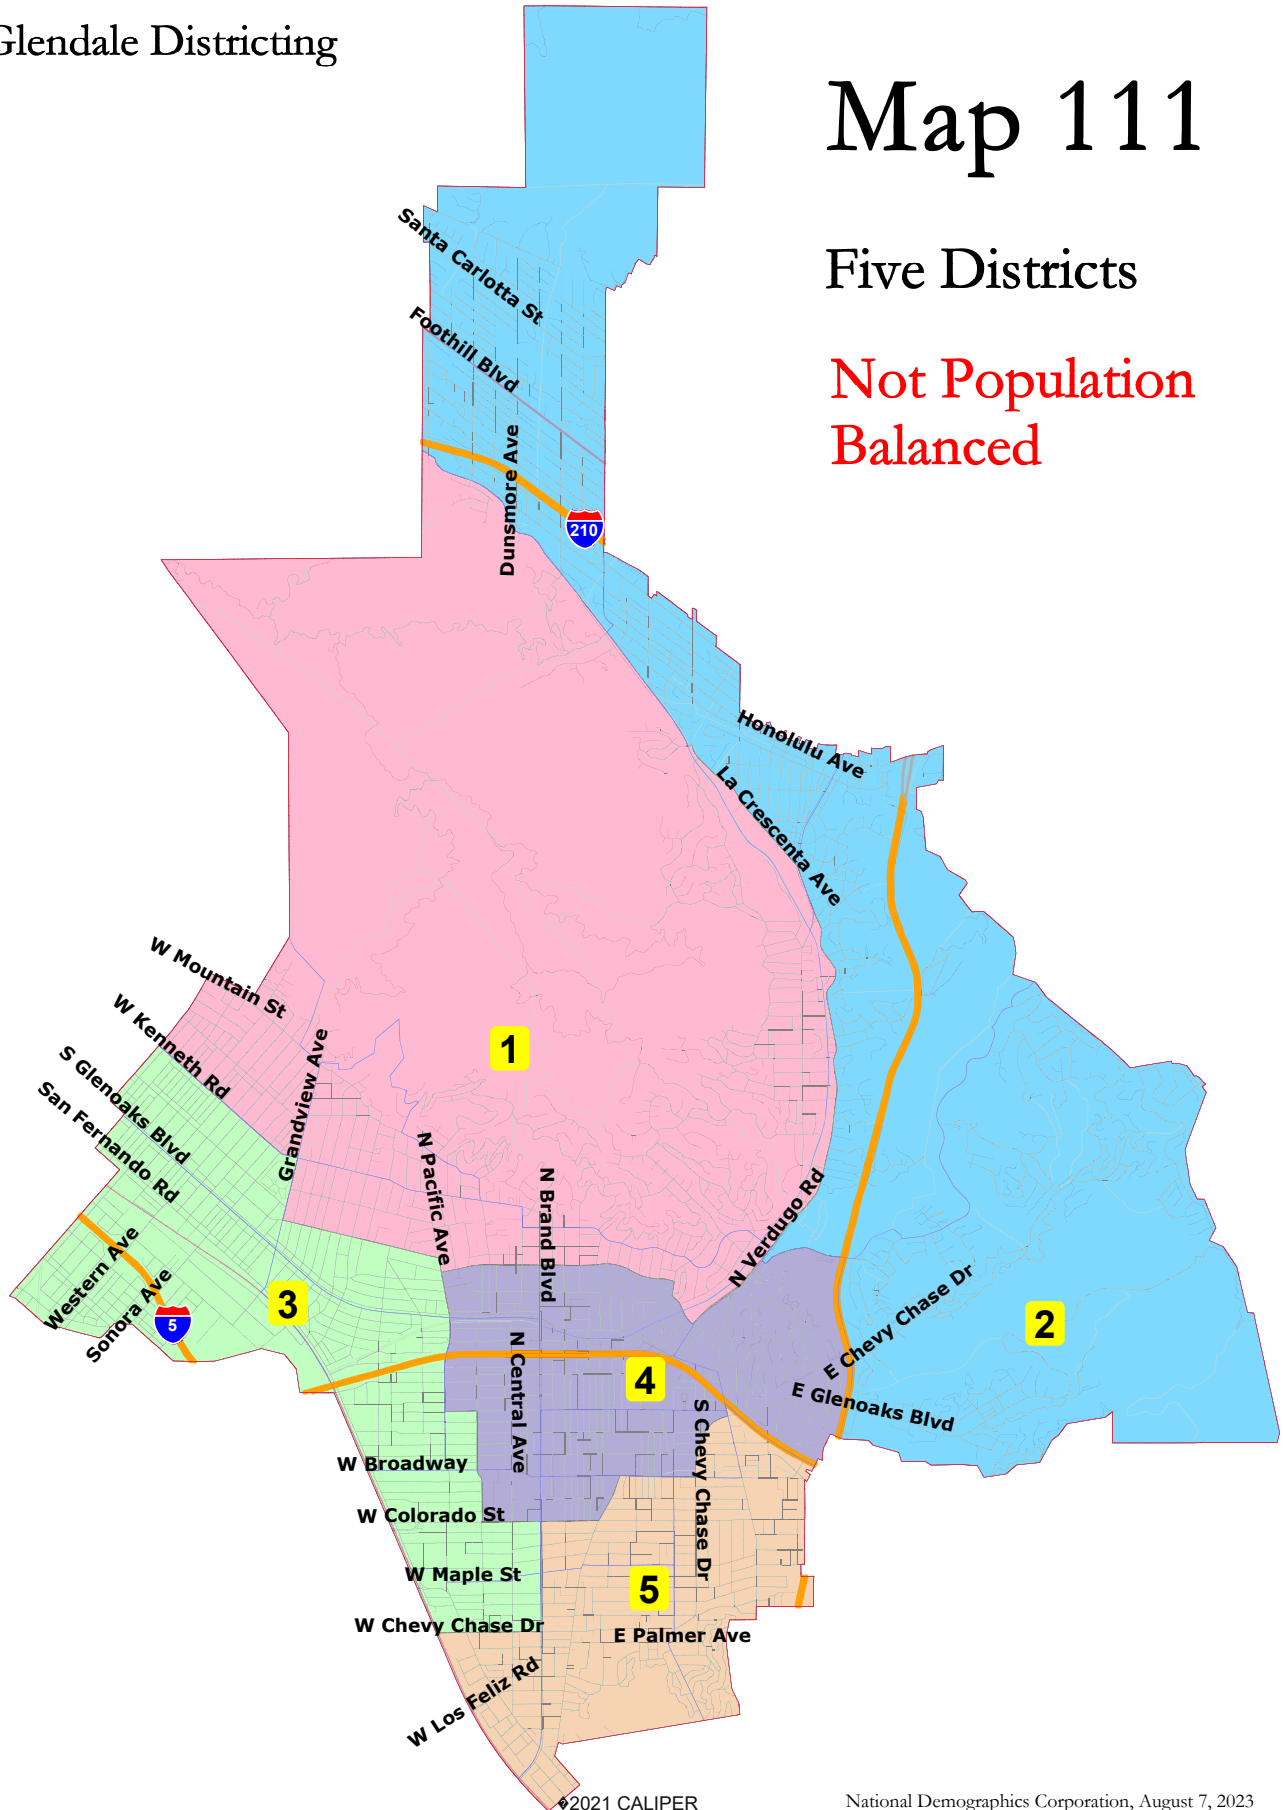 Glendale Districting
Map 111
Five Districts
Not Population
Balanced
Santa Carlotta St
Foothill Blvd
Dunsmore Ave
210
Honolulu Ave
La Crescenta Ave
W Mountain St
W Kenneth Rd
S Glenoaks Blvd
San Fernando Rd
Grandview Ave
1
N Pacific Ave
N Brand Blvd
N Verdugo Rd
Western Ave
Sonora Ave
5
3
E Chevy Chase Dr
2
N Central Ave
4
E Glenoaks Blvd
S Chevy Chase Dr
W Broadway
W Colorado St
W Maple St
5
W Chevy Chase Dr
E Palmer Ave
W Los Feliz Rd
©2021 CALIPER
National Demographics Corporation, August 7, 2023